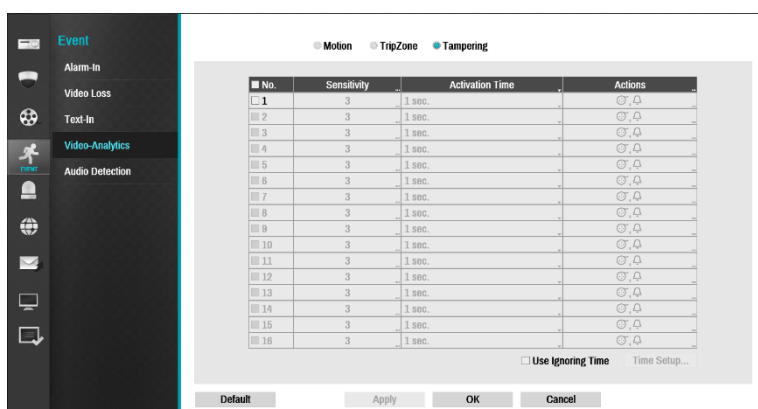 Event
Alarm-In
Video Loss
Text-In
Video-Analytics
Audio Detection
EVENT
Motion TripZone Tampering
No. Sensitivity ... Activation Time Actions ...
1 3 ... 1 sec. ...
2 3 ... 1 sec. ...
3 3 ... 1 sec. ...
4 3 ... 1 sec. ...
5 3 ... 1 sec. ...
6 3 ... 1 sec. ...
7 3 ... 1 sec. ...
8 3 ... 1 sec. ...
9 3 ... 1 sec. ...
10 3 ... 1 sec. ...
11 3 ... 1 sec. ...
12 3 ... 1 sec. ...
13 3 ... 1 sec. ...
14 3 ... 1 sec. ...
15 3 ... 1 sec. ...
16 3 ... 1 sec. ...
Use Ignoring Time Time Setup...
Default Apply OK Cancel